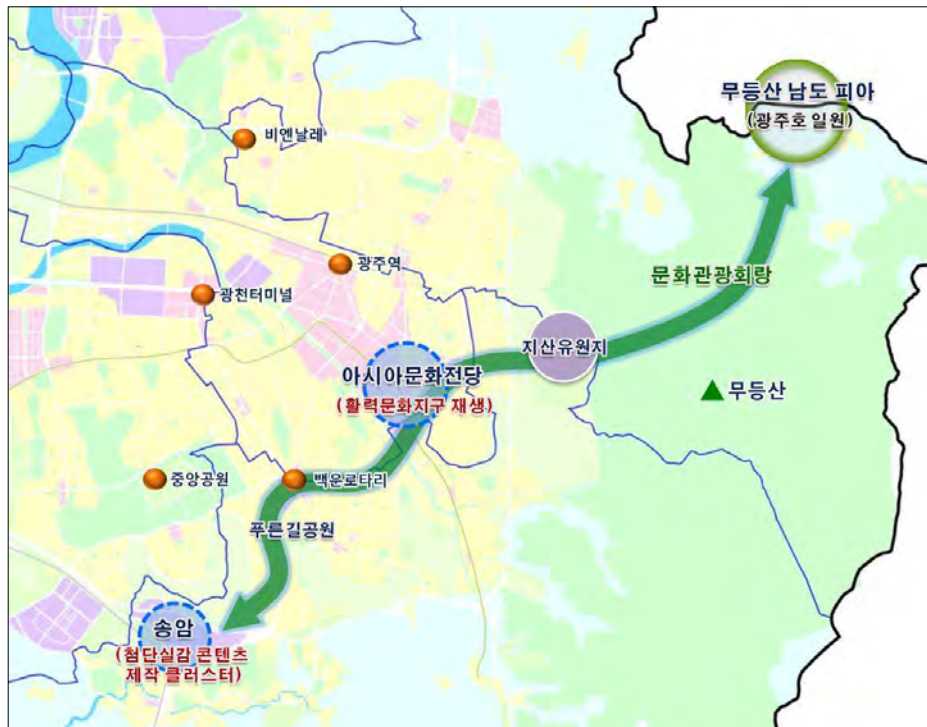 무등산 남도 피아
(광주호 일원)
비엔날레
광주역
문화관광회랑
광천터미널
지산유원지
아시아문화전당
(활력문화지구 재생)
무등산
중앙공원
백운로타리
푸른길공원
송암
(첨단실감 콘텐츠
제작 클러스터)